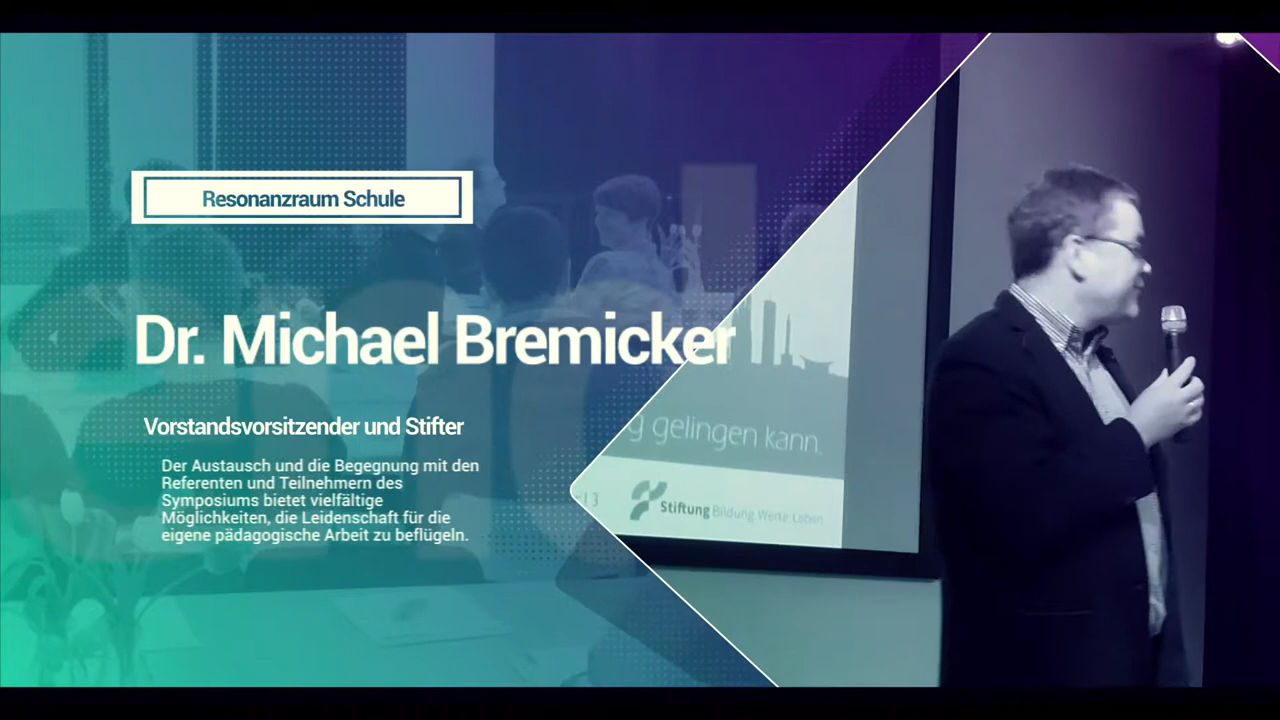 Resonanzraum Schule
Dr. Michael Bremicker
Vorstandsvorsitzender und Stifter
Der Austausch und die Begegnung mit den
Referenten und Teilnehmern des
Symposiums bietet vielfältige
Möglichkeiten, die Leidenschaft für die
eigene pädagogische Arbeit zu beflügeln.
gelingen kann.
Stiftung Bildung Werte Leben